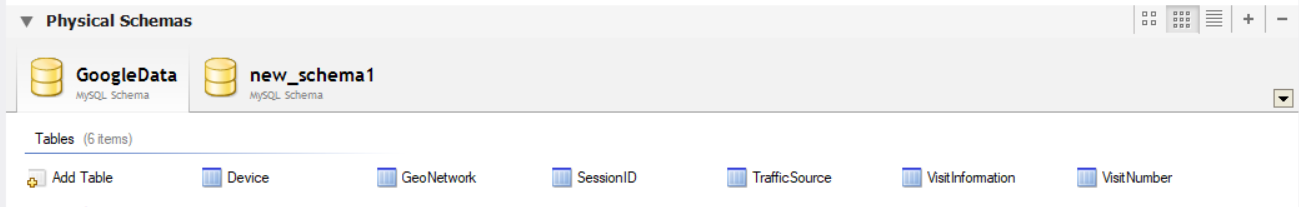 Physical Schemas
GoogleData new_schema1
MySQL Schema MySQL Schema
Tables (6 items)
Add Table Device GeoNetwork SessionID TrafficSource VisitInformation VisitNumber